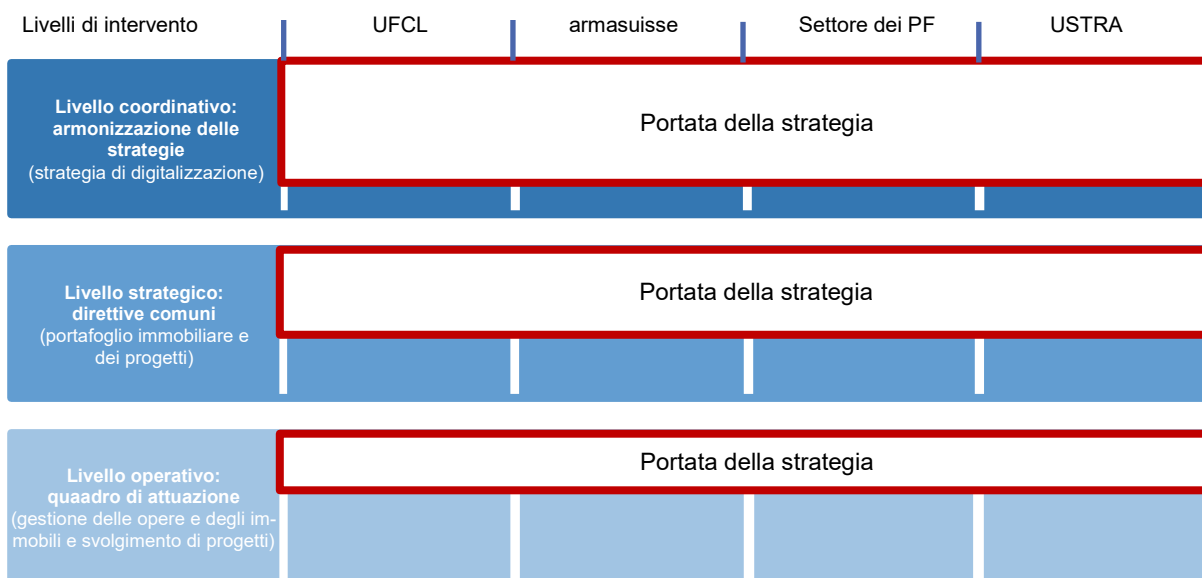 Livelli di intervento UFCL armasuisse Settore dei PF USTRA
Livello coordinativo:
armonizzazione delle
strategie
(strategia di digitalizzazione)
Portata della strategia
Livello strategico:
direttive comuni
(portafoglio immobiliare e
dei progetti)
Portata della strategia
Livello operativo:
quaadro di attuazione
(gestione delle opere e degli im-
mobili e svolgimento di progetti)
Portata della strategia